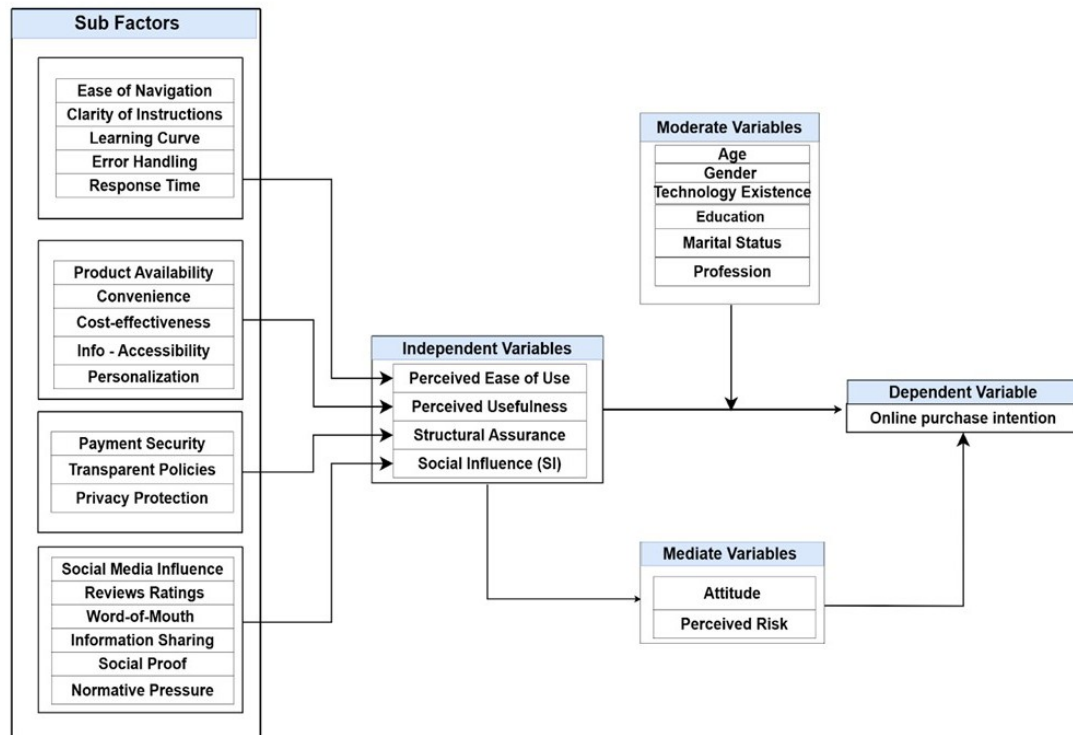 Sub Factors
Ease of Navigation
Clarity of Instructions
Learning Curve
Error Handling
Response Time
Product Availability
Convenience
Cost-effectiveness
Info - Accessibility
Personalization
Payment Security
Transparent Policies
Privacy Protection
Social Media Influence
Reviews Ratings
Word-of-Mouth
Information Sharing
Social Proof
Normative Pressure
Independent Variables
Perceived Ease of Use
Perceived Usefulness
Structural Assurance
Social Influence (SI)
Moderate Variables
Age
Gender
Technology Existence
Education
Marital Status
Profession
Mediate Variables
Attitude
Perceived Risk
Dependent Variable
Online purchase intention